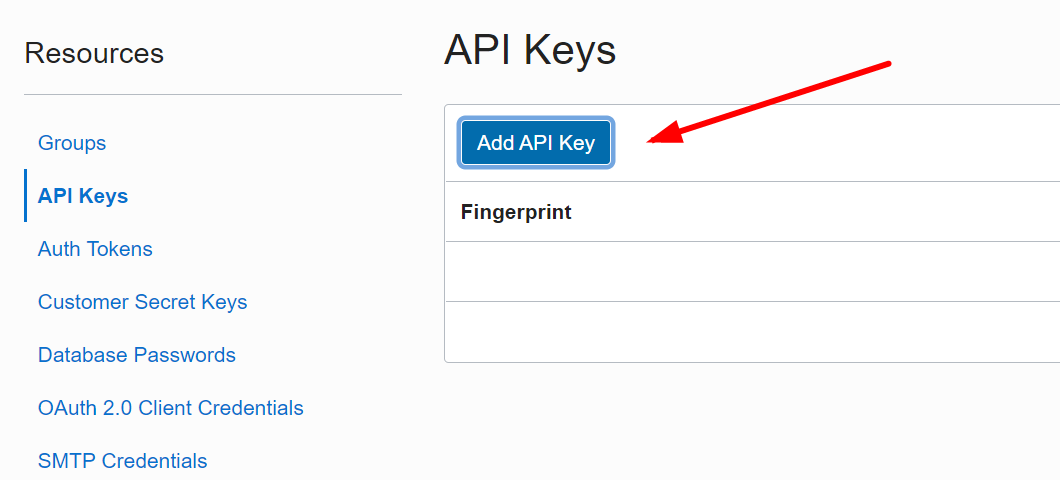 Resources
Groups
API Keys
Auth Tokens
Customer Secret Keys
Database Passwords
OAuth 2.0 Client Credentials
SMTP Credentials
API Keys
Add API Key
Fingerprint